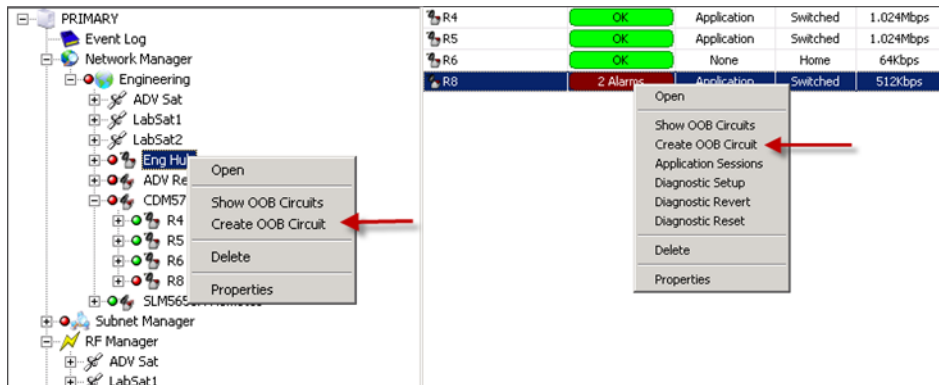 PRIMARY
Event Log
Network Manager
Engineering
ADV Sat
LabSat1
LabSat2
Eng Hu
ADV Re
CDM57
R4
R5
R6
R8
Subnet Manager
RF Manager
ADV Sat
LabSat1
Open
Show OOB Circuits
Create OOB Circuit
Delete
Properties
R4 OK Application Switched 1.024Mbps
R5 OK Application Switched 1.024Mbps
R6 OK None Home 64Kbps
R8 2 Alarms Application Switched 512Kbps
Open
Show OOB Circuits
Create OOB Circuit
Application Sessions
Diagnostic Setup
Diagnostic Revert
Diagnostic Reset
Delete
Properties